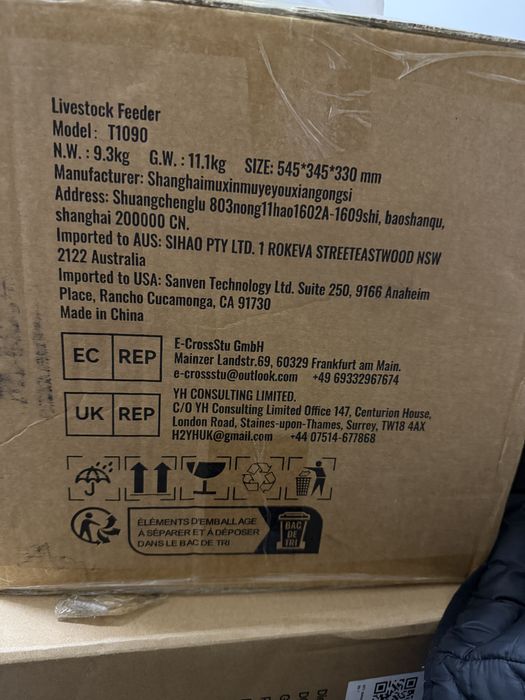 Livestock Feeder
Model: T1090
N.W.: 9.3kg G.W.: 11.1kg SIZE: 545*345*330 mm
Manufacturer: Shanghaimuxinmuyeyouxiangongsi
Address: Shuangchenglu 803nong11hao1602A-1609shi, baoshanqu,
shanghai 200000 CN.
Imported to AUS: SIHAO PTY LTD. 1 ROKEVA STREETEASTWOOD NSW
2122 Australia
Imported to USA: Sanven Technology Ltd. Suite 250, 9166 Anaheim
Place, Rancho Cucamonga, CA 91730
Made in China
EC REP
E-CrossStu GmbH
Mainzer Landstr.69, 60329 Frankfurt am Main.
e-crossstu@outlook.com +49 69332967674
UK REP
YH CONSULTING LIMITED.
C/O YH Consulting Limited Office 147, Centurion House,
London Road, Staines-upon-Thames, Surrey, TW18 4AX
H2YHUK@gmail.com +44 07514-677868
ÉLÉMENTS D'EMBALLAGE
À SÉPARER ET À DÉPOSER
DANS LE BAC DE TRI
BAC
DE
TRI